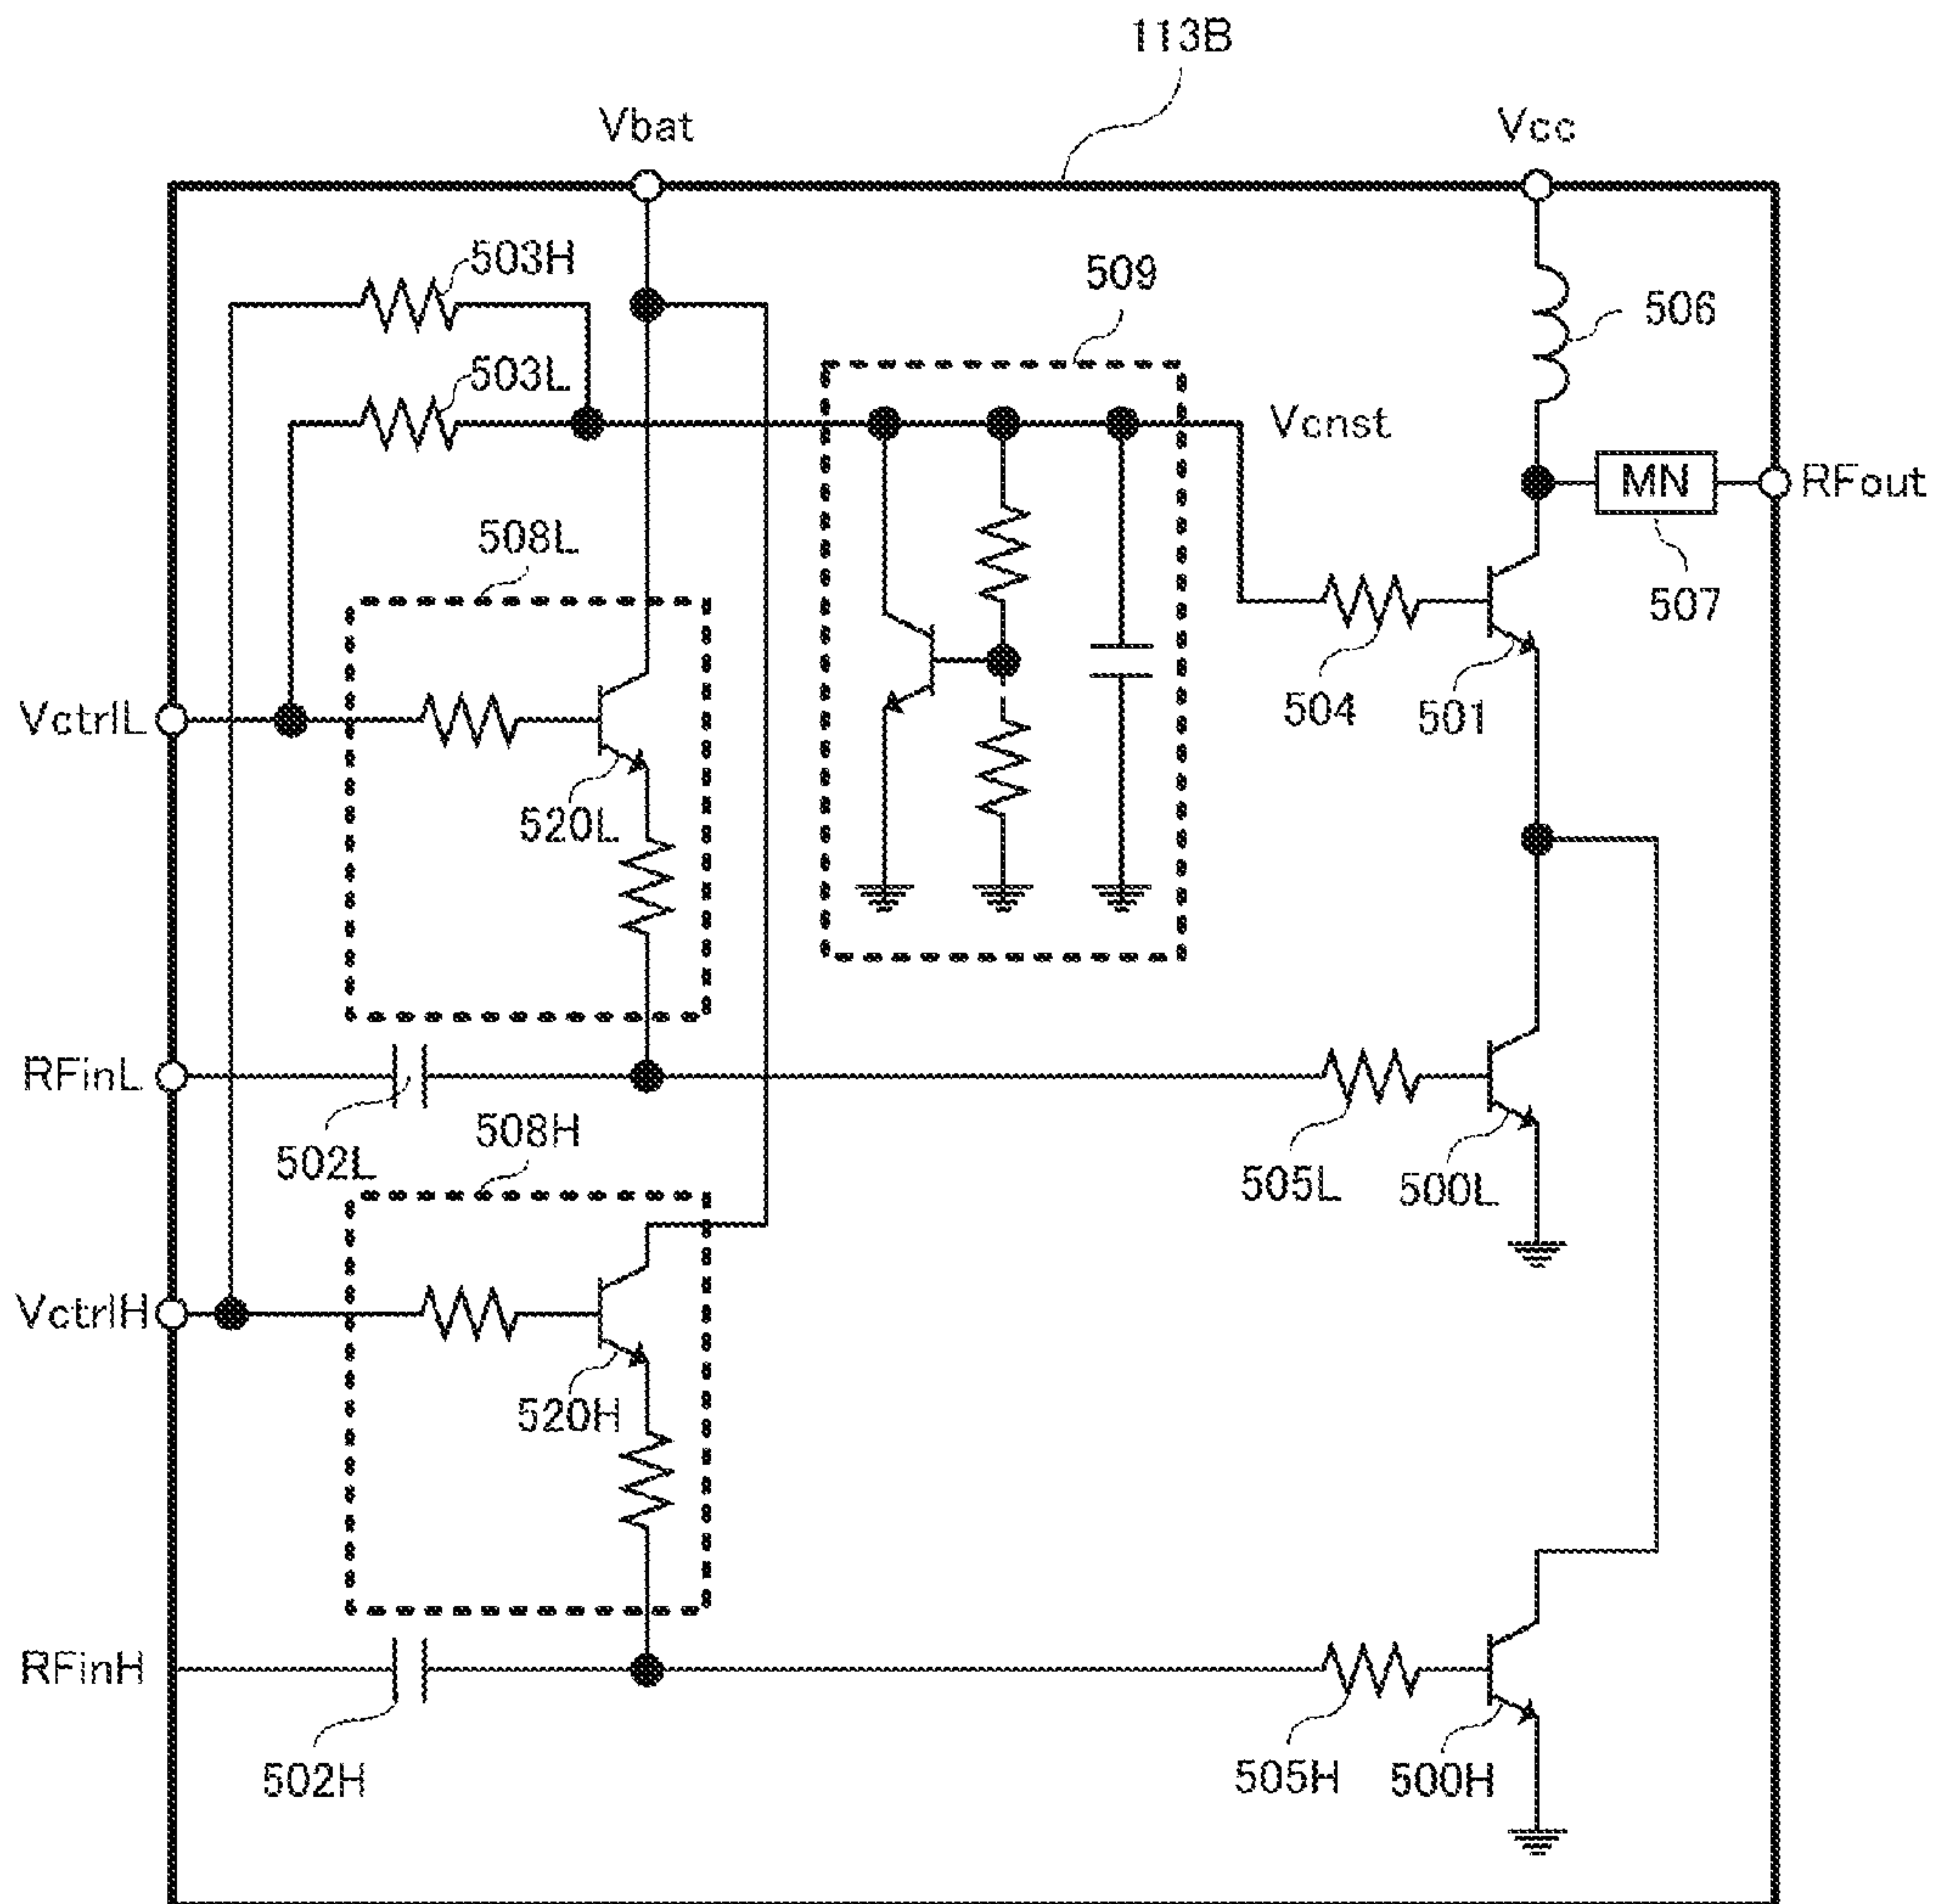 113B
Vbat
Vcc
503H
509
506
503L
Vcnst
MN
RFout
508L
507
504
501
VctrlL
520L
RFinL
508H
502L
505L
500L
VctrlH
520H
RFinH
502H
505H
500H